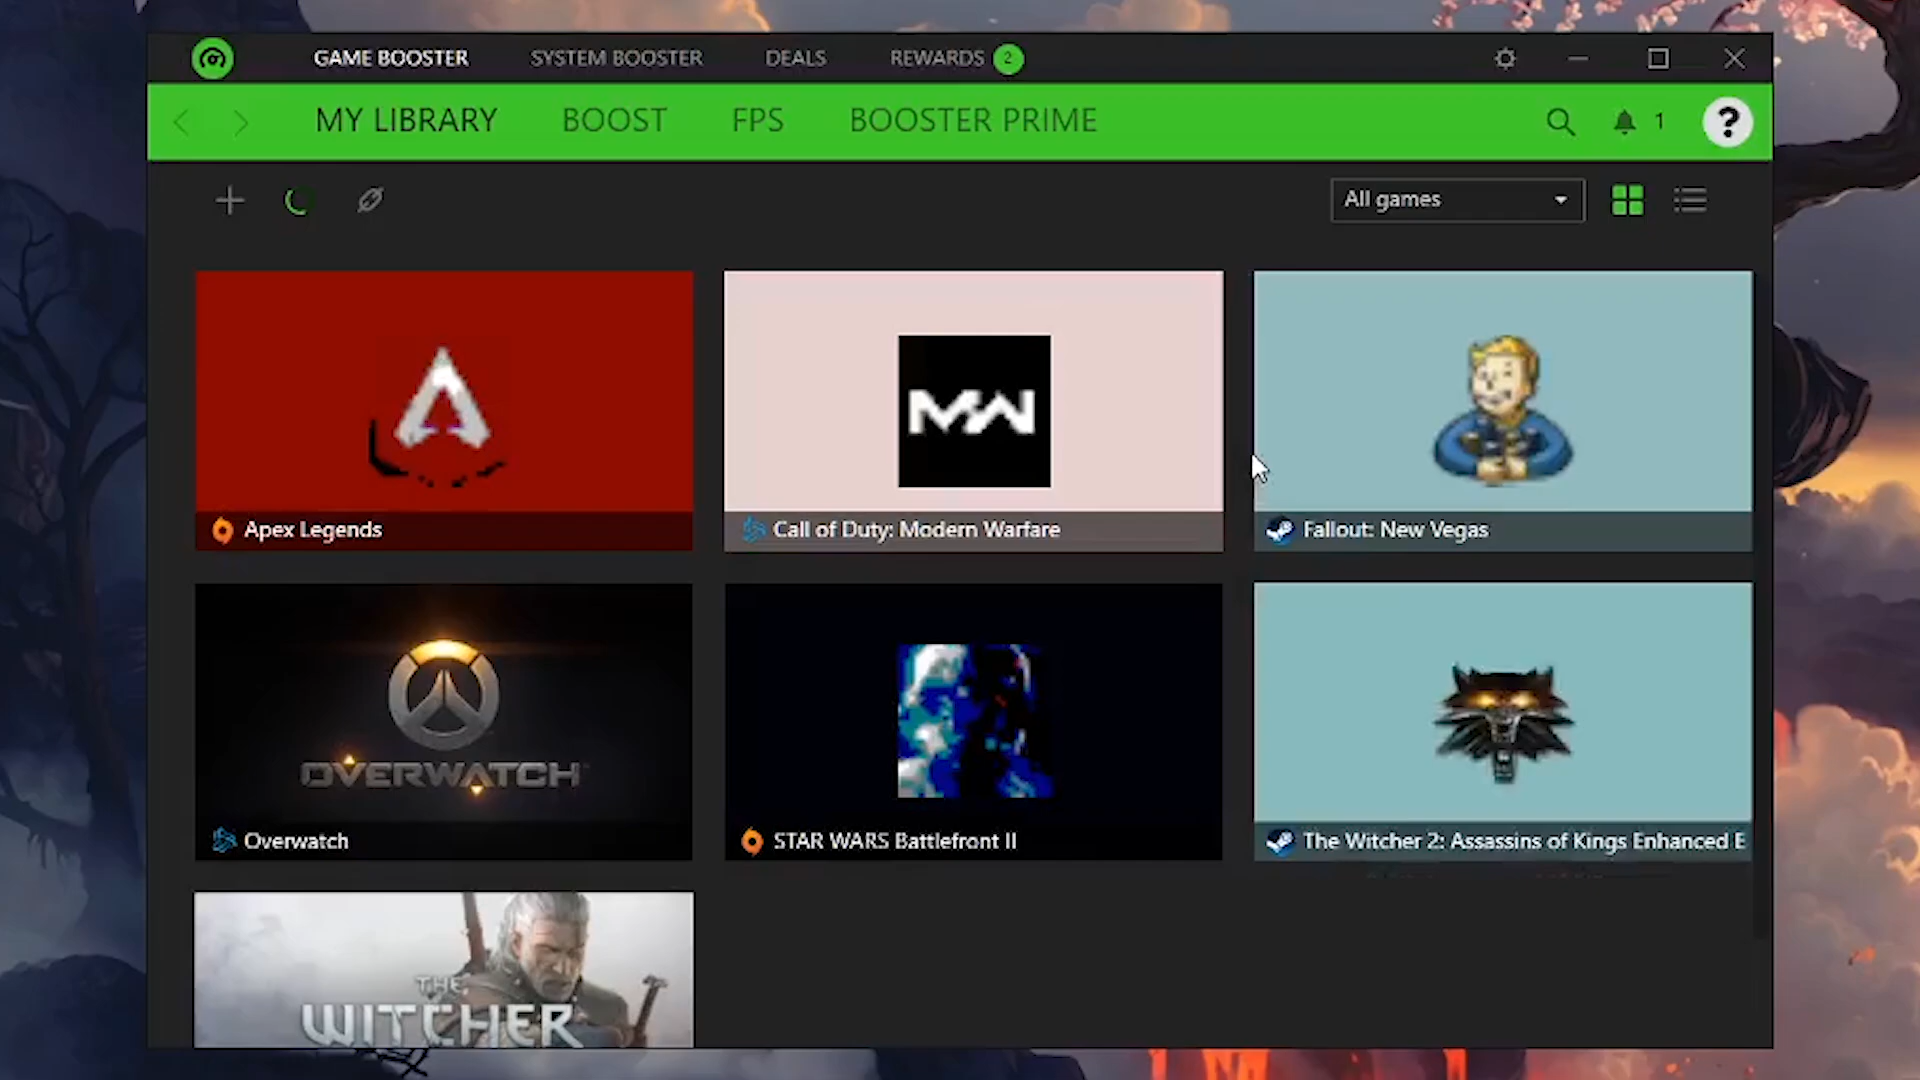 GAME BOOSTER SYSTEM BOOSTER DEALS REWARDS 2
MY LIBRARY BOOST FPS BOOSTER PRIME 1 ?
All games
MW
Apex Legends
Call of Duty: Modern Warfare
Fallout: New Vegas
OVERWATCH
Overwatch
STAR WARS Battlefront II
The Witcher 2: Assassins of Kings Enhanced E
THE
WITCHER